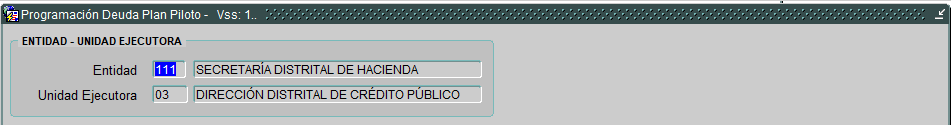 Programación Deuda Plan Piloto - Vss: 1..
ENTIDAD - UNIDAD EJECUTORA
Entidad 111 SECRETARÍA DISTRITAL DE HACIENDA
Unidad Ejecutora 03 DIRECCIÓN DISTRITAL DE CRÉDITO PÚBLICO